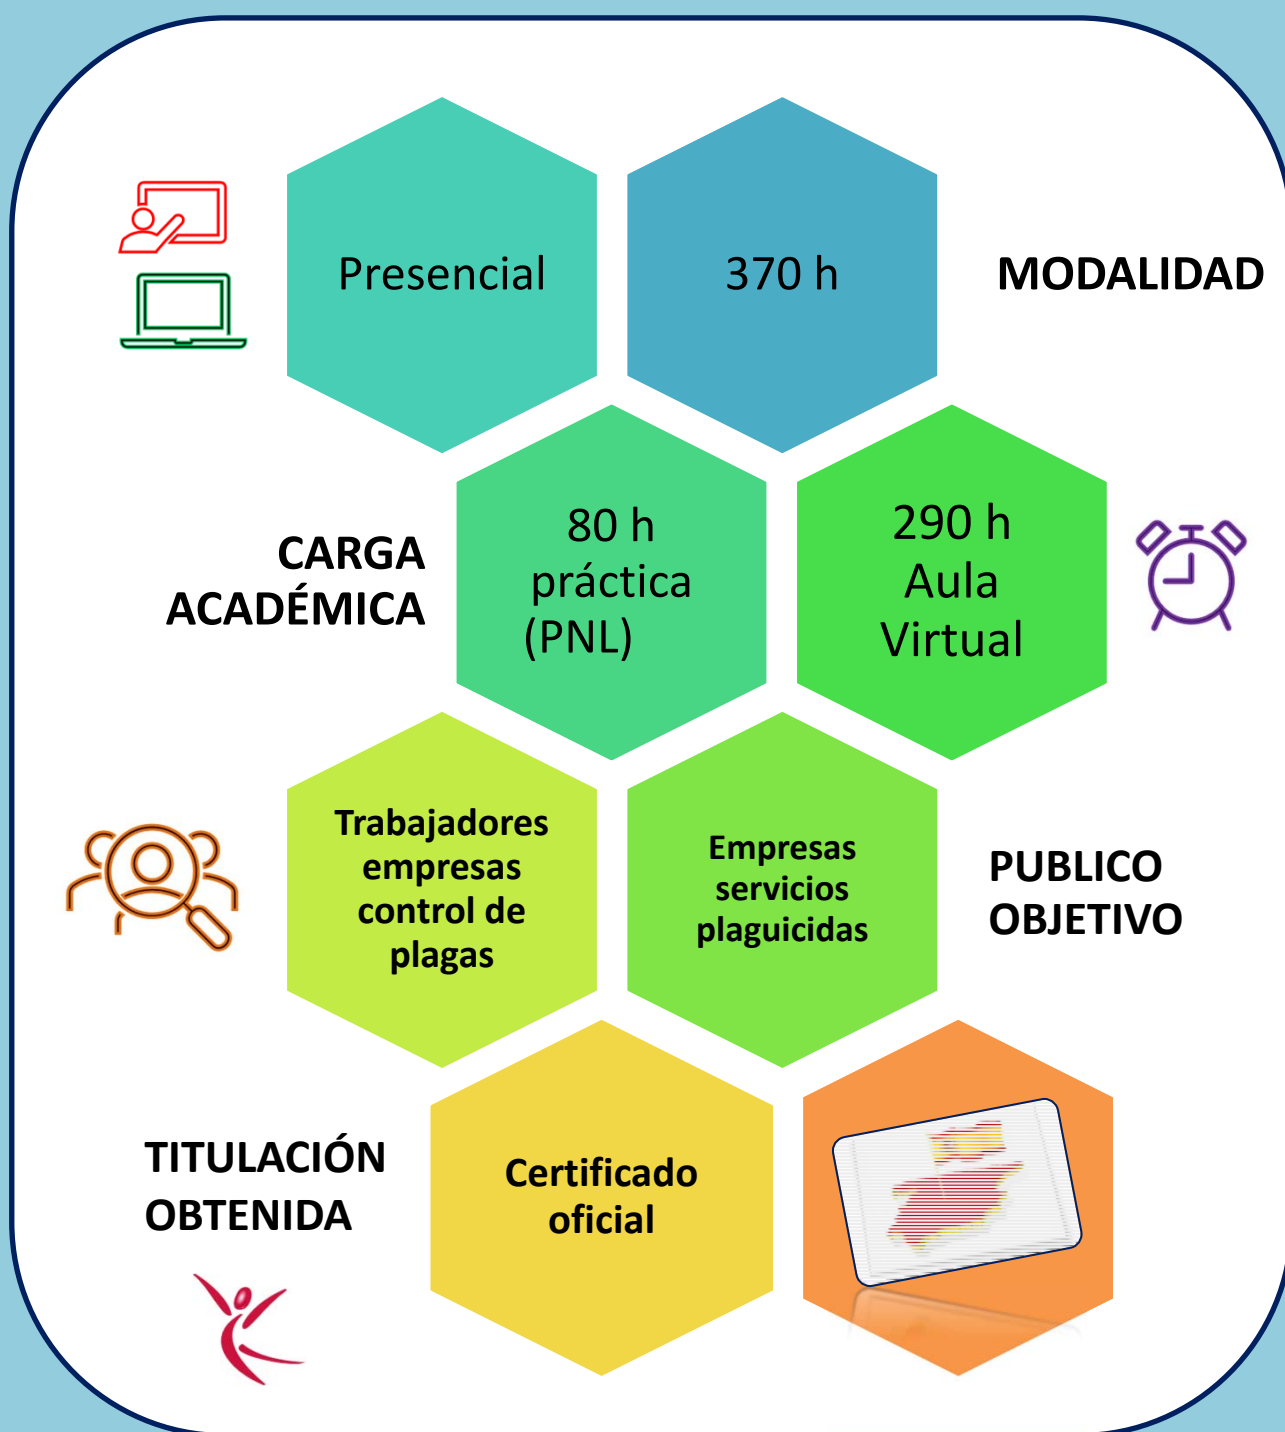 Presencial
370 h
MODALIDAD
CARGA
ACADÉMICA
80 h
práctica
(PNL)
290 h
Aula
Virtual
Trabajadores
empresas
control de
plagas
Empresas
servicios
plaguicidas
PUBLICO
OBJETIVO
TITULACIÓN
OBTENIDA
Certificado
oficial